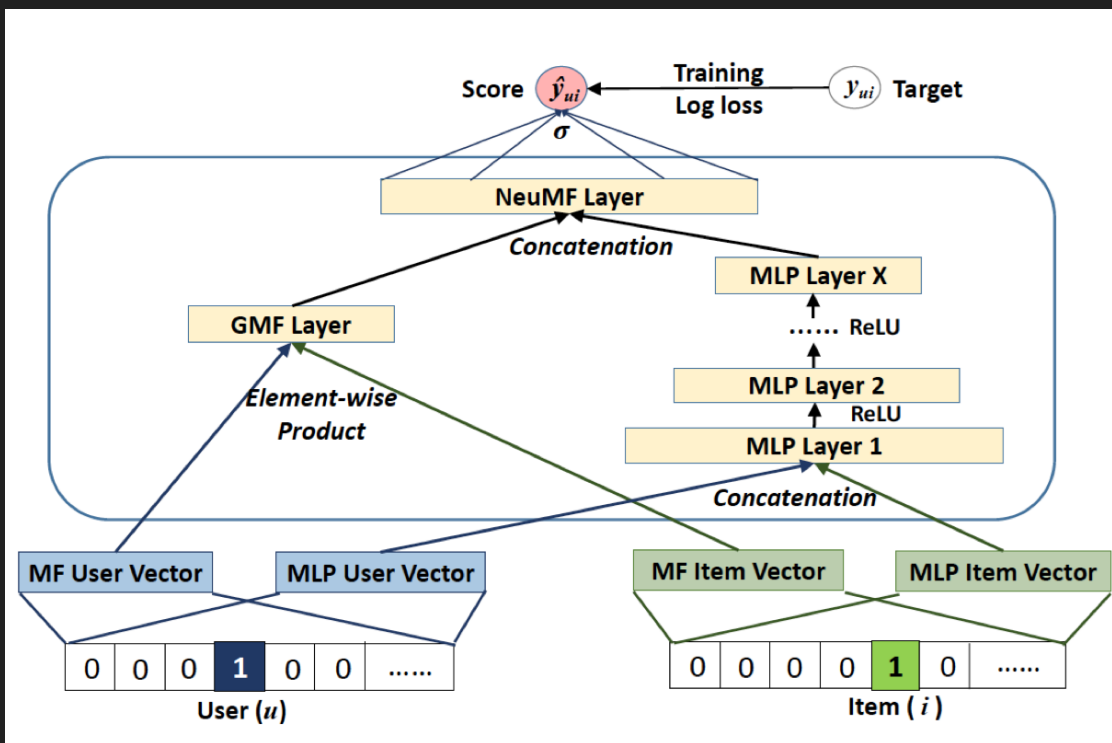 Score ŷui Training yui Target
Log loss
σ
NeuMF Layer
Concatenation
MLP Layer X
GMF Layer
...... ReLU
Element-wise
Product
MLP Layer 2
ReLU
MLP Layer 1
Concatenation
MF User Vector MLP User Vector MF Item Vector MLP Item Vector
0 0 0 1 0 0 ...... 0 0 0 0 1 0 ......
User (u) Item ( i )